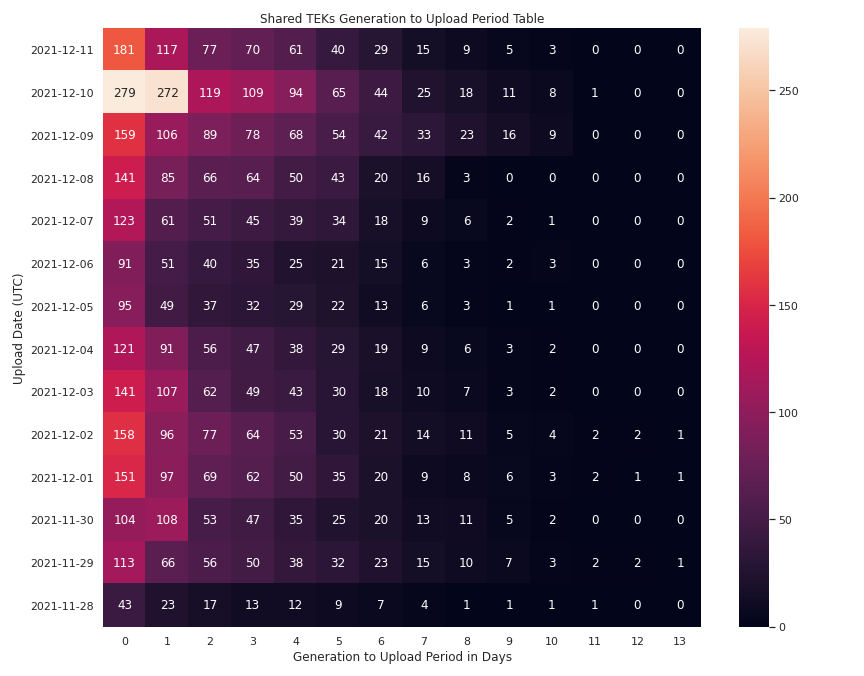 Shared TEKs Generation to Upload Period Table
2021-12-11 181 117 77 70 61 40 29 15 9 5 3 0 0 0
2021-12-10 279 272 119 109 94 65 44 25 18 11 8 1 0 0
2021-12-09 159 106 89 78 68 54 42 33 23 16 9 0 0 0
2021-12-08 141 85 66 64 50 43 20 16 3 0 0 0 0 0
2021-12-07 123 61 51 45 39 34 18 9 6 2 1 0 0 0
2021-12-06 91 51 40 35 25 21 15 6 3 2 3 0 0 0
2021-12-05 95 49 37 32 29 22 13 6 3 1 1 0 0 0
2021-12-04 121 91 56 47 38 29 19 9 6 3 2 0 0 0
2021-12-03 141 107 62 49 43 30 18 10 7 3 2 0 0 0
2021-12-02 158 96 77 64 53 30 21 14 11 5 4 2 2 1
2021-12-01 151 97 69 62 50 35 20 9 8 6 3 2 1 1
2021-11-30 104 108 53 47 35 25 20 13 11 5 2 0 0 0
2021-11-29 113 66 56 50 38 32 23 15 10 7 3 2 2 1
2021-11-28 43 23 17 13 12 9 7 4 1 1 1 1 0 0
0 1 2 3 4 5 6 7 8 9 10 11 12 13
Generation to Upload Period in Days
Upload Date (UTC)
250
200
150
100
50
0